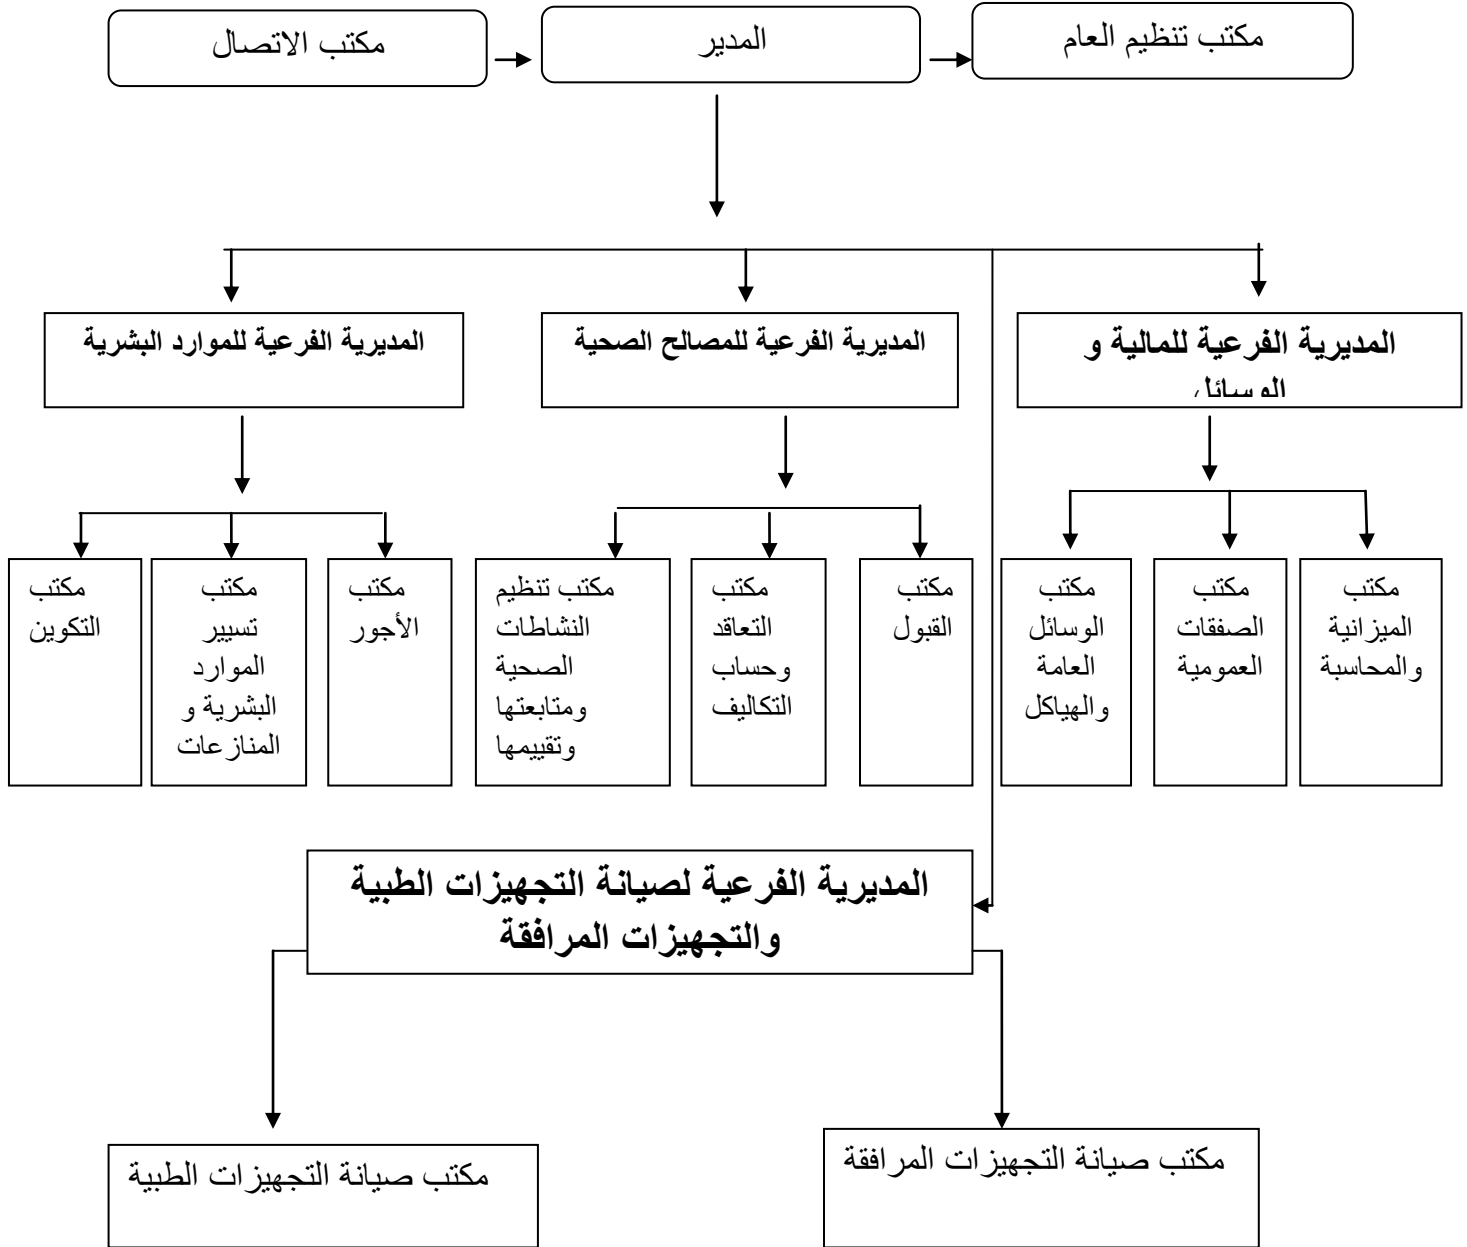 مكتب تنظيم العام
المدير
مكتب الاتصال
المديرية الفرعية للمالية و
الوسائل
المديرية الفرعية للمصالح الصحية
المديرية الفرعية للموارد البشرية
مكتب
الميزانية
والمحاسبة
مكتب
الصفقات
العمومية
مكتب
الوسائل
العامة
والهياكل
مكتب
القبول
مكتب
التعاقد
وحساب
التكاليف
مكتب تنظيم
النشاطات
الصحية
ومتابعتها
وتقييمها
مكتب
الأجور
مكتب
تسيير
الموارد
البشرية و
المنازعات
مكتب
التكوين
المديرية الفرعية لصيانة التجهيزات الطبية
والتجهيزات المرافقة
مكتب صيانة التجهيزات المرافقة
مكتب صيانة التجهيزات الطبية